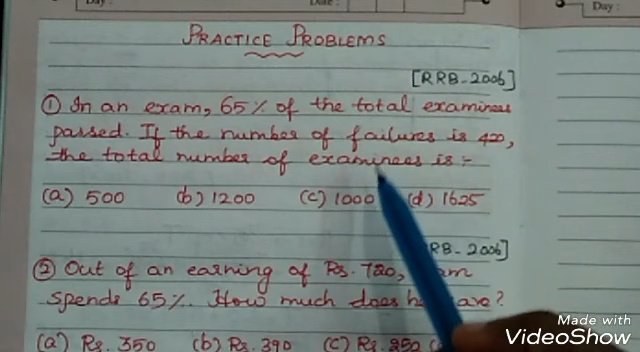 Day :
Date :
Day :
PRACTICE PROBLEMS
[RRB-2006]
① In an exam, 65% of the total examinees
passed. If the number of failures is 420,
the total number of examinees is :-
(a) 500 (b) 1200 (c) 1000 (d) 1625
RB-2006]
② Out of an earning of Rs. 720, am
spends 65%. How much does he ave?
(a) Rs. 350 (b) Rs. 390 (c) Rs. 250
Made with
VideoShow